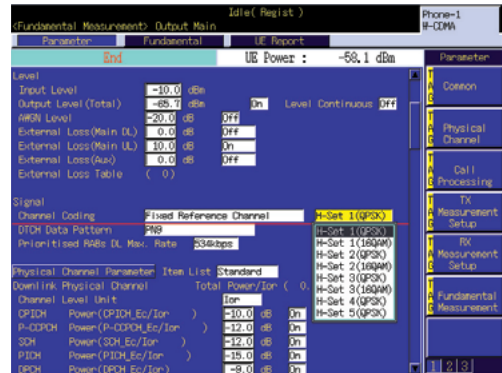 Idle( Regist )
Phone-1
<Fundamental Measurement> Output Main
W-CDMA
Parameter Fundamental UE Report
End UE Power : -58.1 dBm Parameter
Level
Input Level -10.0 dBm
Output Level(Total) -65.7 dBm On Level Continuous Off
AWGN Level -20.0 dB Off
External Loss(Main DL) 0.0 dB Off
External Loss(Main UL) 10.0 dB On
External Loss(Aux) 0.0 dB Off
External Loss Table ( 0)
Signal
Channel Coding Fixed Reference Channel H-Set 1(QPSK)
DTCH Data Pattern PN9
Prioritised RABs DL Max. Rate 534kbps
H-Set 1(QPSK)
H-Set 1(16QAM)
H-Set 2(QPSK)
H-Set 2(16QAM)
H-Set 3(QPSK)
H-Set 3(16QAM)
H-Set 4(QPSK)
H-Set 5(QPSK)
Physical Channel Parameter Item List Standard
Downlink Physical Channel Total Power/Ior ( 0.
Channel Level Unit Ior
CPICH Power(CPICH_Ec/Ior ) -10.0 dB On
P-CCPCH Power(P-CCPCH_Ec/Ior ) -12.0 dB On
SCH Power(SCH_Ec/Ior ) -12.0 dB On
PICH Power(PICH_Ec/Ior ) -15.0 dB On
DPCH Power(DPCH_Ec/Ior) -9.0 dB On
TAG Common
TAG Physical
Channel
TAG Call
Processing
TAG TX
Measurement
Setup
TAG RX
Measurement
Setup
TAG Fundamental
Measurement
1 2 3